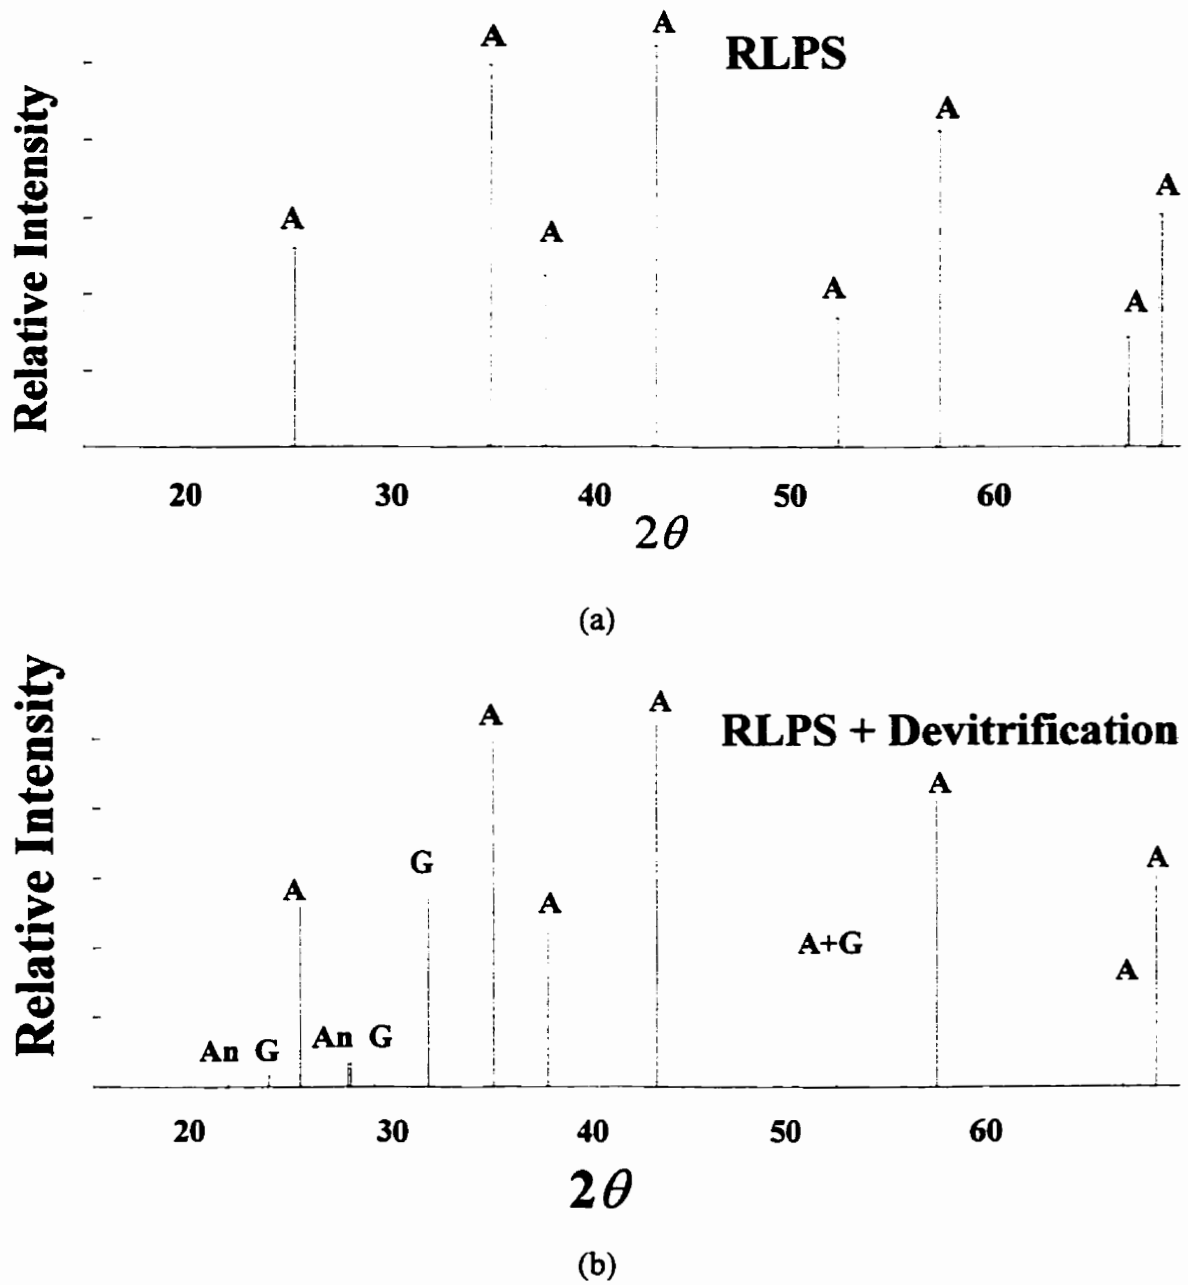 A A
RLPS
A
A
A A
A
A
Relative Intensity
20 30 40 50 60
2θ
(a)
A A
RLPS + Devitrification
A
G
A
A A
A+G
A
An G An G
Relative Intensity
20 30 40 50 60
2θ
(b)